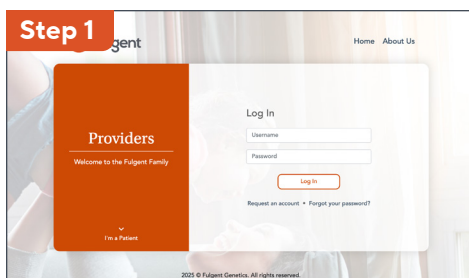 Step 1
gent
Home About Us
Log In
Username
Providers
Password
Welcome to the Fulgent Family
Log In
Request an account • Forgot your password?
I'm a Patient
2025 © Fulgent Genetics. All rights reserved.